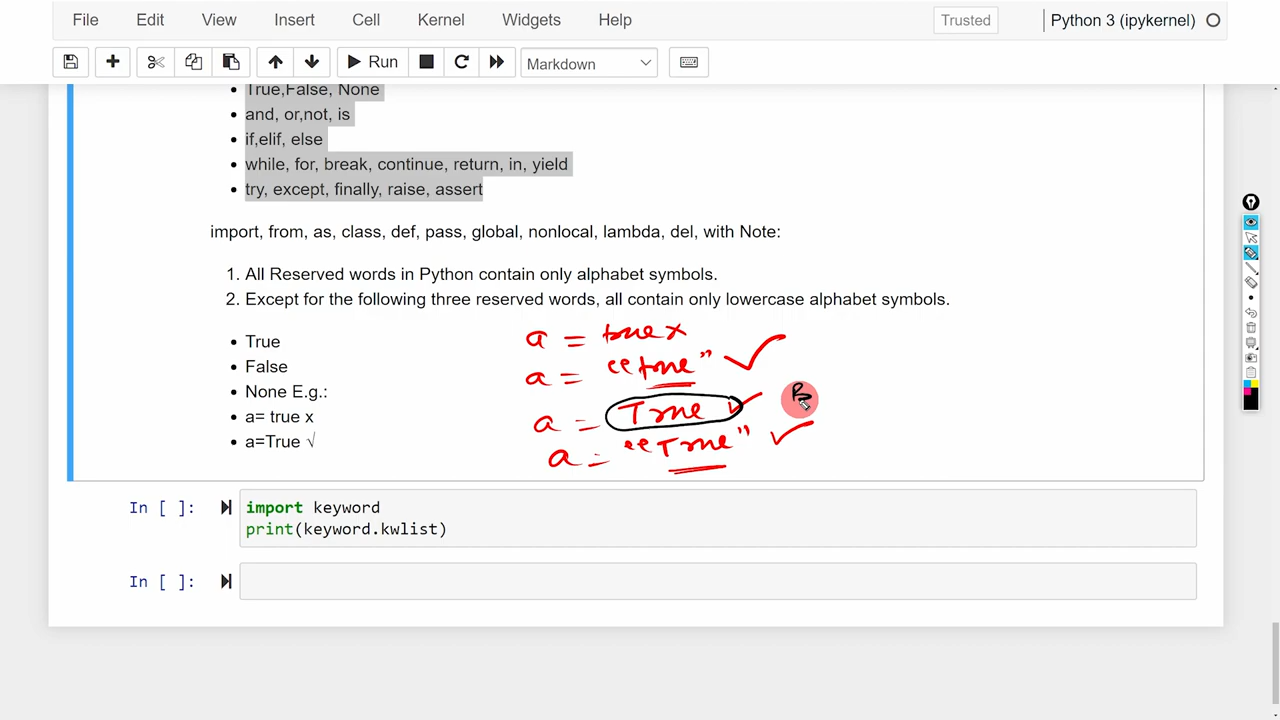 File Edit View Insert Cell Kernel Widgets Help Trusted Python 3 (ipykernel)
Run Markdown
True,False, None
and, or,not, is
if,elif, else
while, for, break, continue, return, in, yield
try, except, finally, raise, assert
import, from, as, class, def, pass, global, nonlocal, lambda, del, with Note:
1. All Reserved words in Python contain only alphabet symbols.
2. Except for the following three reserved words, all contain only lowercase alphabet symbols.
True
False
None E.g.:
a= true x
a=True √
a = true x
a = “true” ✓
a = True ✓
a = “True” ✓
In [ ]: import keyword
print(keyword.kwlist)
In [ ]: